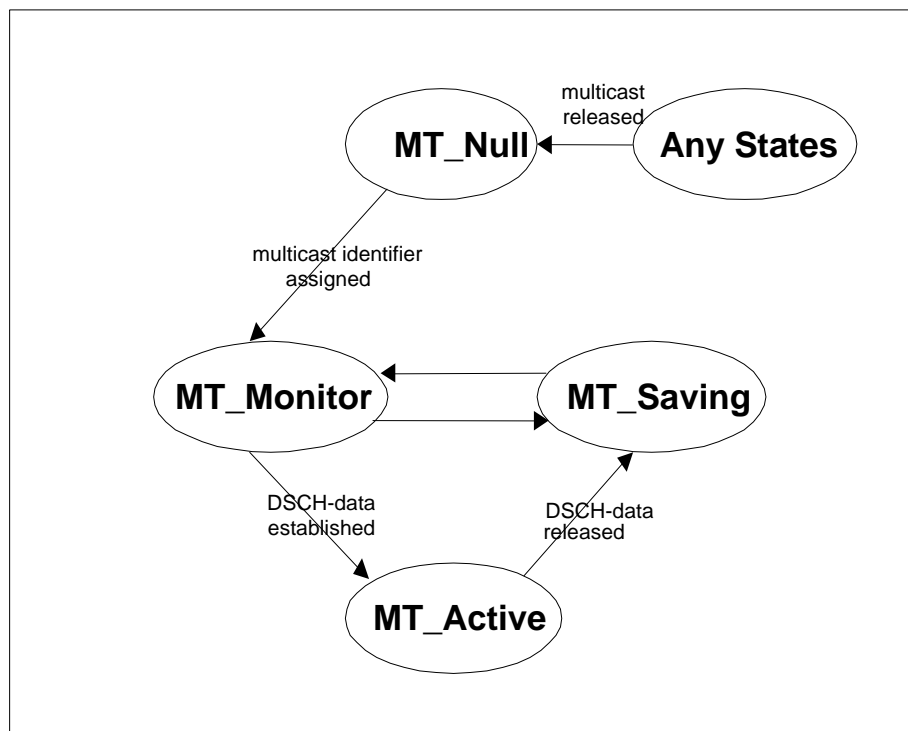 multicast
released
MT_Null
Any States
multicast identifier
assigned
MT_Monitor
MT_Saving
DSCH-data
established
DSCH-data
released
MT_Active